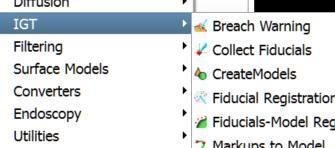 Diffusion
IGT
Filtering
Surface Models
Converters
Endoscopy
Utilities
Breach Warning
Collect Fiducials
CreateModels
Fiducial Registration
Fiducials-Model Reg
Markups to Model